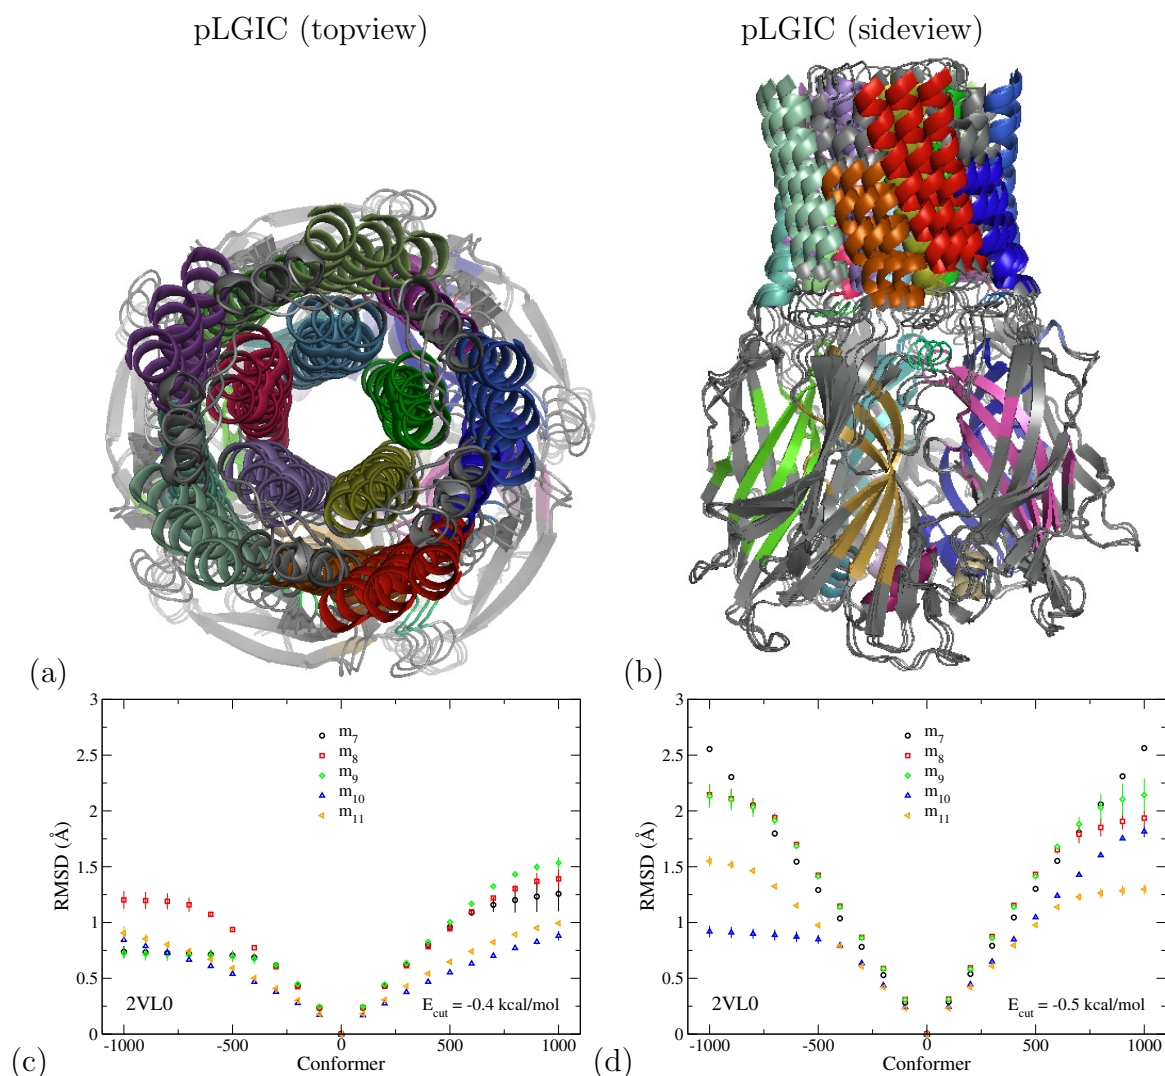 pLGIC (topview)
pLGIC (sideview)
(a)
(b)
3
2.5
2
1.5
1
0.5
0
RMSD (Å)
m7
m8
m9
m10
m11
2VL0
Ecut = -0.4 kcal/mol
-1000
-500
0
500
1000
Conformer
(c)
3
2.5
2
1.5
1
0.5
0
RMSD (Å)
m7
m8
m9
m10
m11
2VL0
Ecut = -0.5 kcal/mol
-1000
-500
0
500
1000
Conformer
(d)